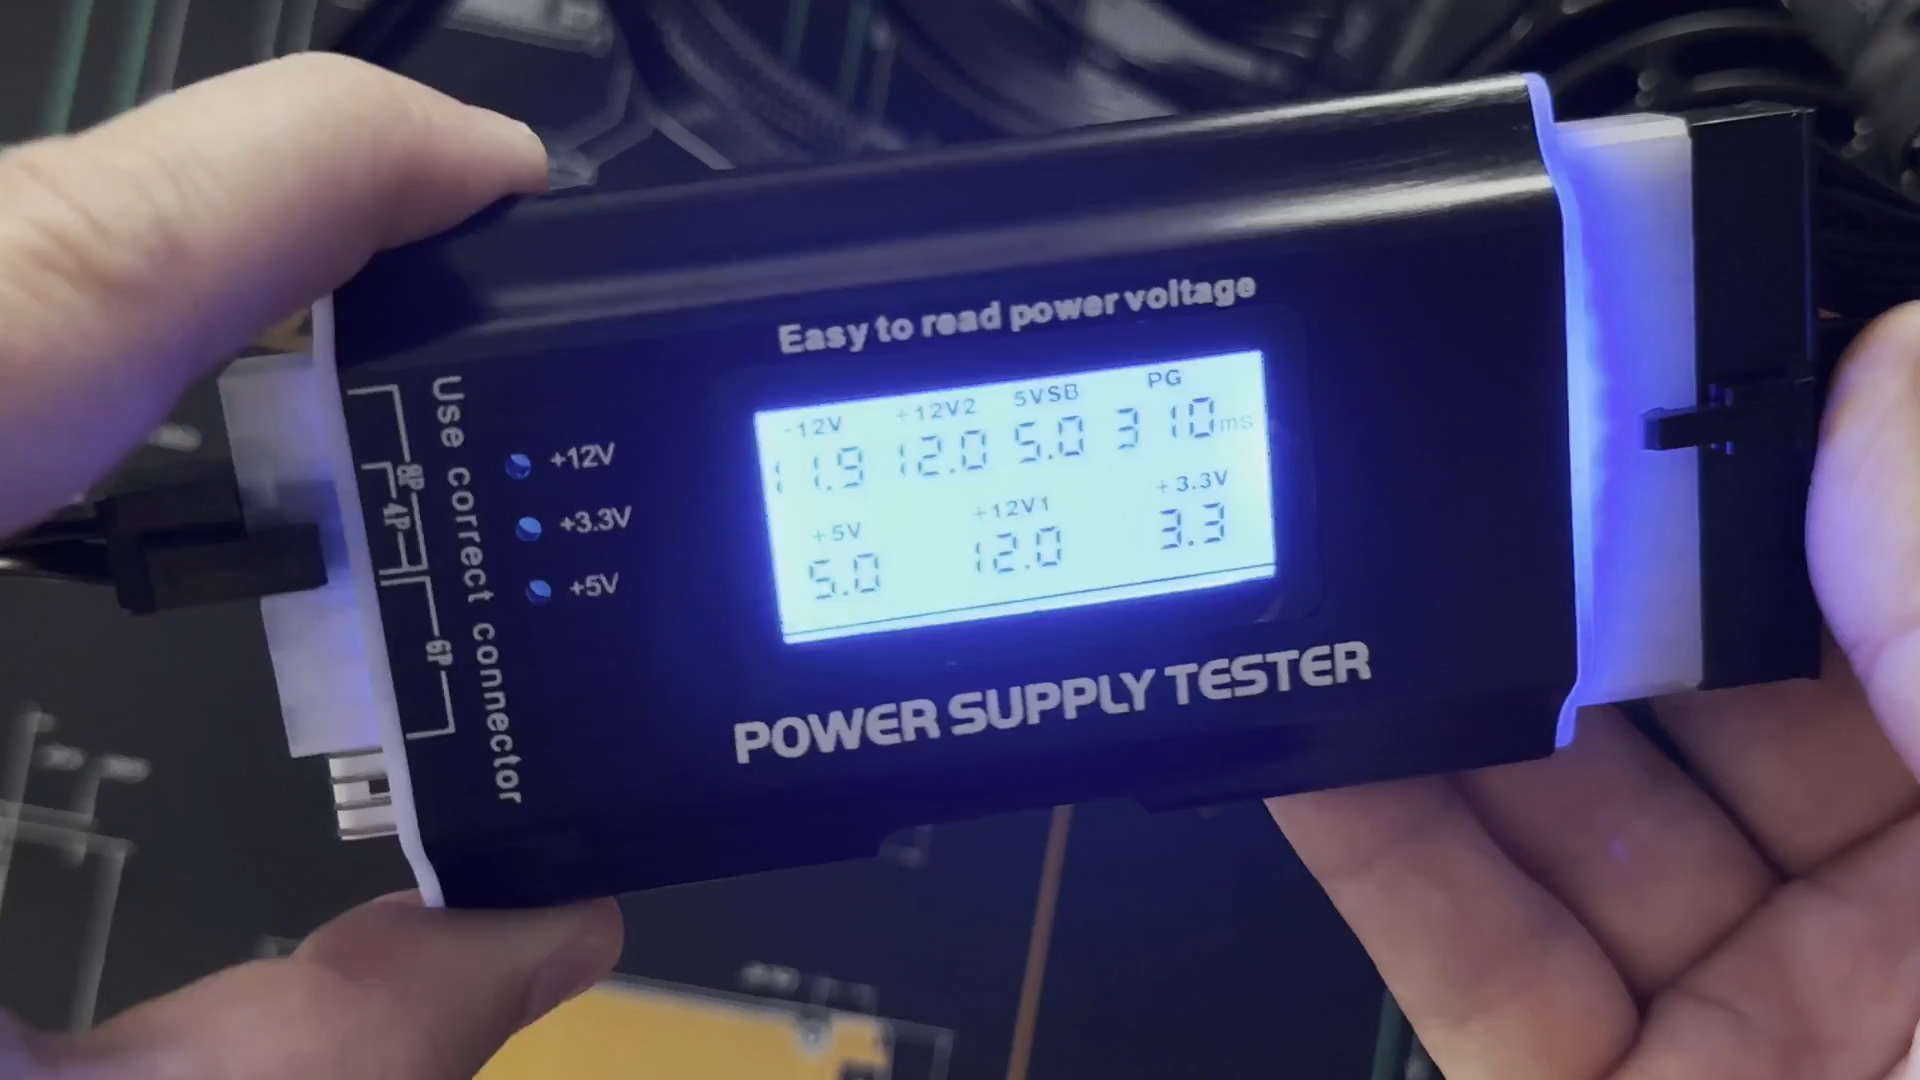 Easy to read power voltage
-12V +12V2 5VSB PG
11.9 12.0 5.0 310ms
+5V +12V1 +3.3V
5.0 12.0 3.3
POWER SUPPLY TESTER
+12V
+3.3V
+5V
Use correct connector
8P
4P
6P